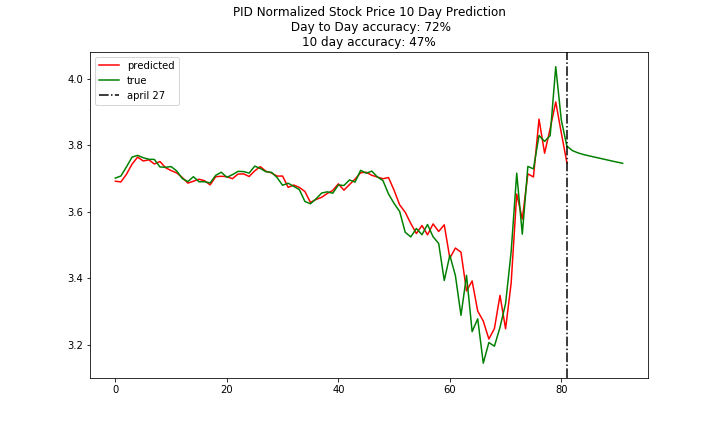 PID Normalized Stock Price 10 Day Prediction
Day to Day accuracy: 72%
10 day accuracy: 47%
predicted
true
april 27
4.0
3.8
3.6
3.4
3.2
0 20 40 60 80